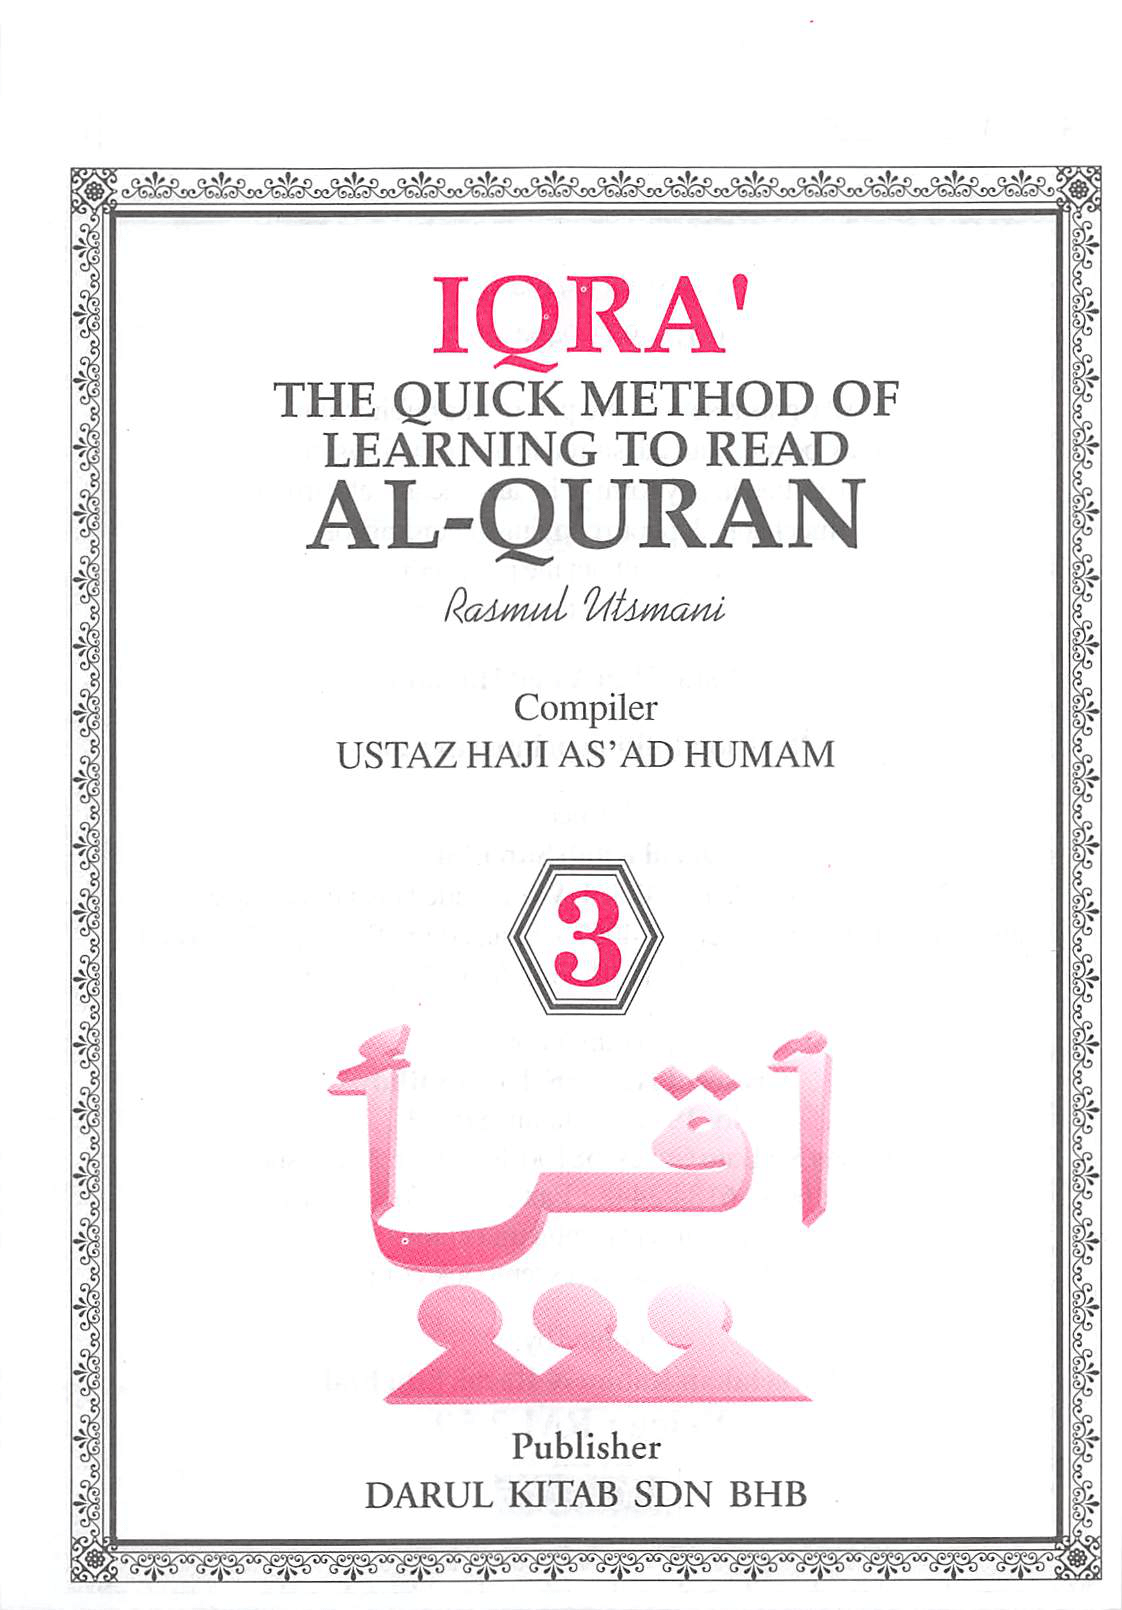 IQRA'
THE QUICK METHOD OF
LEARNING TO READ
AL-QURAN
Rasmul Utsmani
Compiler
USTAZ HAJI AS’AD HUMAM
3
أقرأ
Publisher
DARUL KITAB SDN BHB